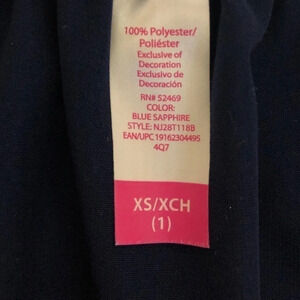 100% Polyester/
Poliéster
Exclusive of
Decoration
Exclusivo de
Decoración
RN# 52469
COLOR:
BLUE SAPPHIRE
STYLE: NJ28T118B
EAN/UPC 19162304495
4Q7
XS/XCH
(1)